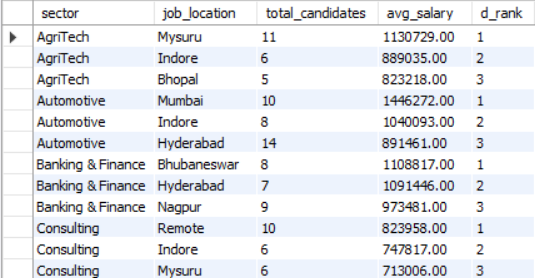 sector job_location total_candidates avg_salary d_rank
AgriTech Mysuru 11 1130729.00 1
AgriTech Indore 6 889035.00 2
AgriTech Bhopal 5 823218.00 3
Automotive Mumbai 10 1446272.00 1
Automotive Indore 8 1040093.00 2
Automotive Hyderabad 14 891461.00 3
Banking & Finance Bhubaneswar 8 1108817.00 1
Banking & Finance Hyderabad 7 1091446.00 2
Banking & Finance Nagpur 9 973481.00 3
Consulting Remote 10 823958.00 1
Consulting Indore 6 747817.00 2
Consulting Mysuru 6 713006.00 3